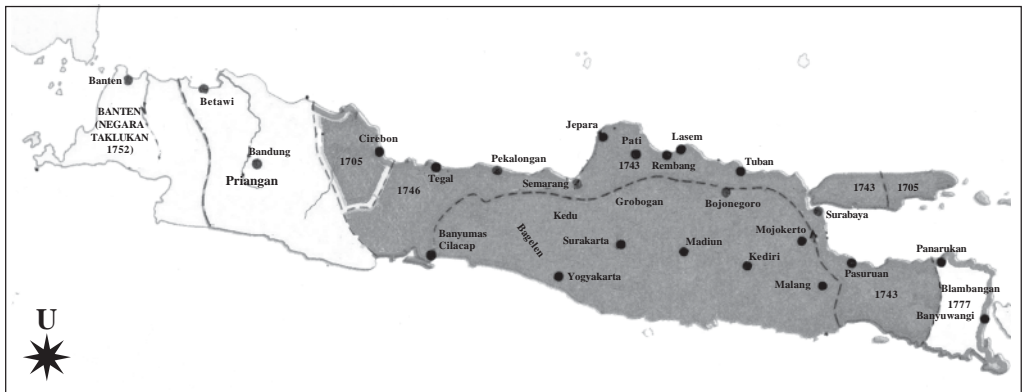 Banten
BANTEN
(NEGARA
TAKLUKAN
1752)
Betawi
Bandung
Priangan
1705
Cirebon
1746
Tegal
Pekalongan
Semarang
Jepara
Pati
1743
Lasem
Rembang
Tuban
Bojonegoro
Grobogan
Kedu
Bagelen
Banyumas
Cilacap
Surakarta
Yogyakarta
Madiun
Kediri
Mojokerto
Malang
Surabaya
1743
1705
Pasuruan
1743
Panarukan
Blambangan
1777
Banyuwangi
U